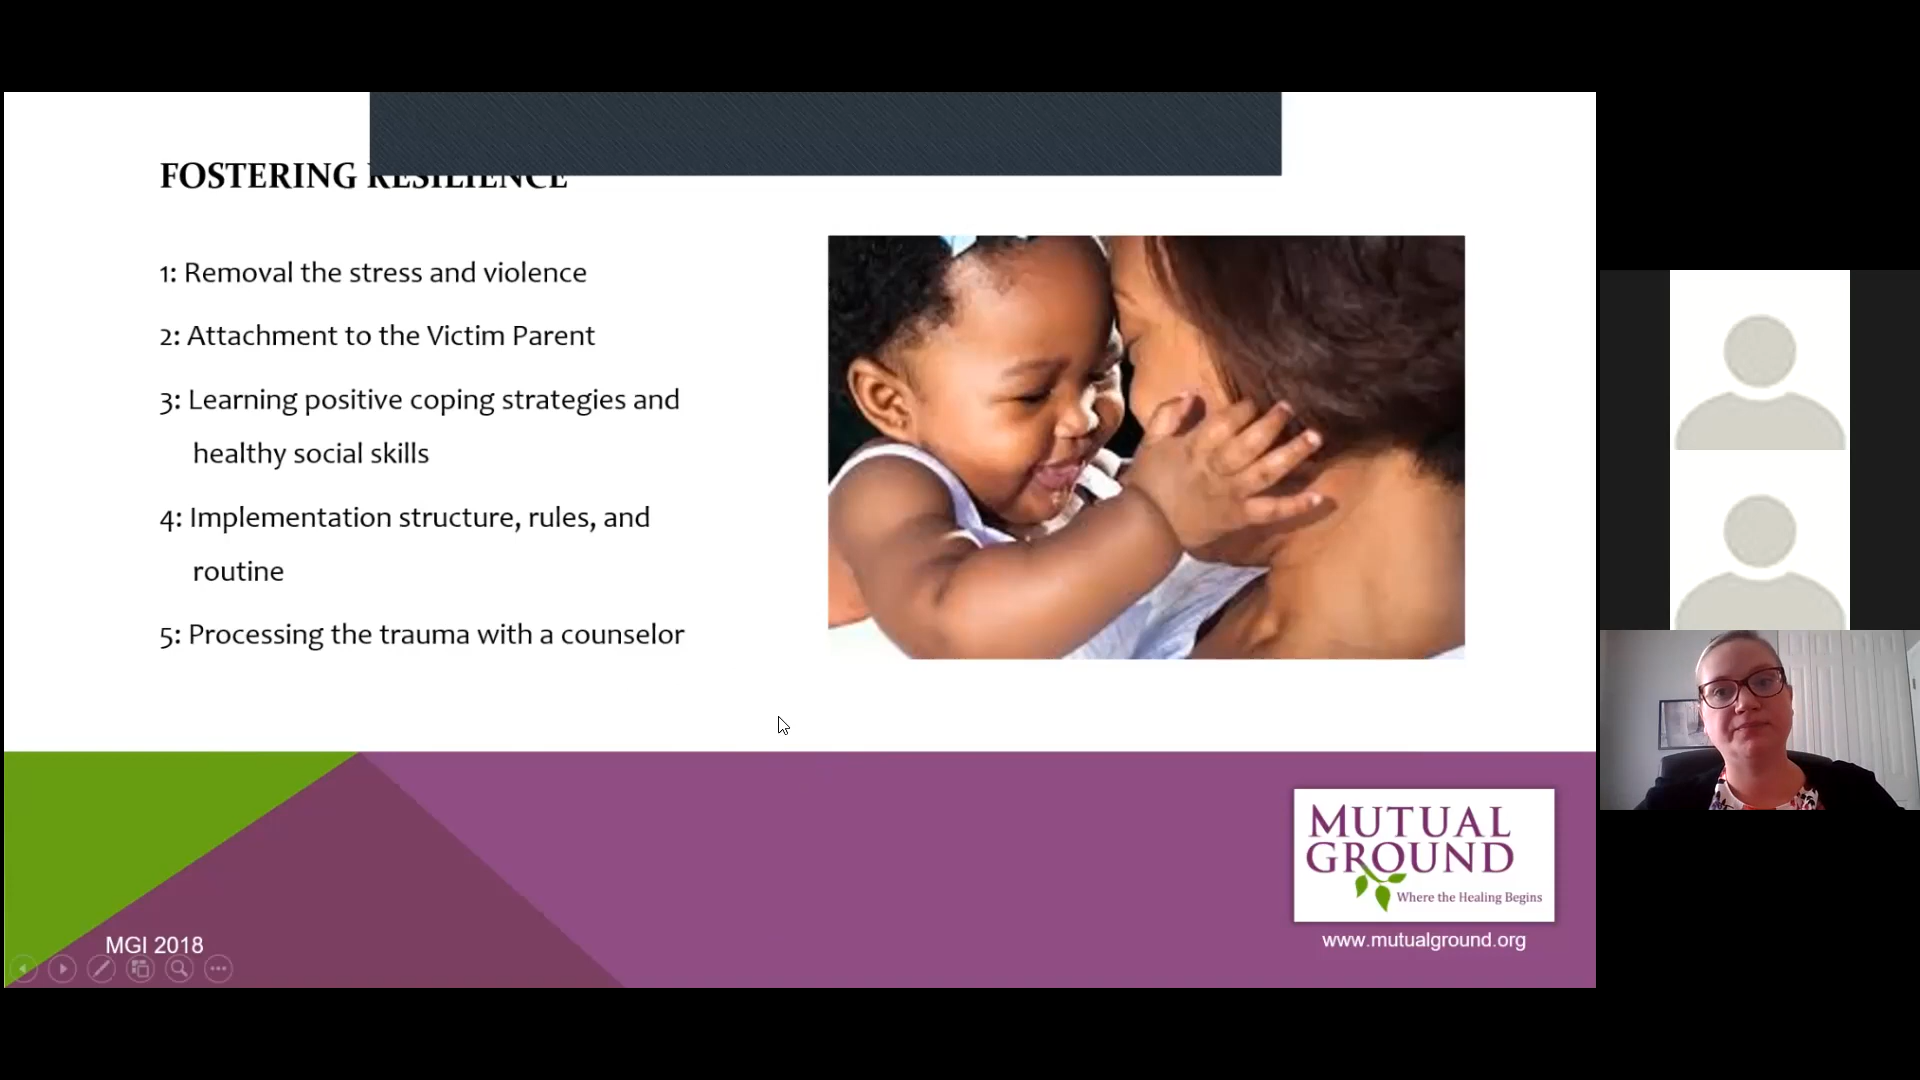 FOSTERING RESILIENCE
1: Removal the stress and violence
2: Attachment to the Victim Parent
3: Learning positive coping strategies and
healthy social skills
4: Implementation structure, rules, and
routine
5: Processing the trauma with a counselor
MUTUAL
GROUND
Where the Healing Begins
www.mutualground.org
MGI 2018